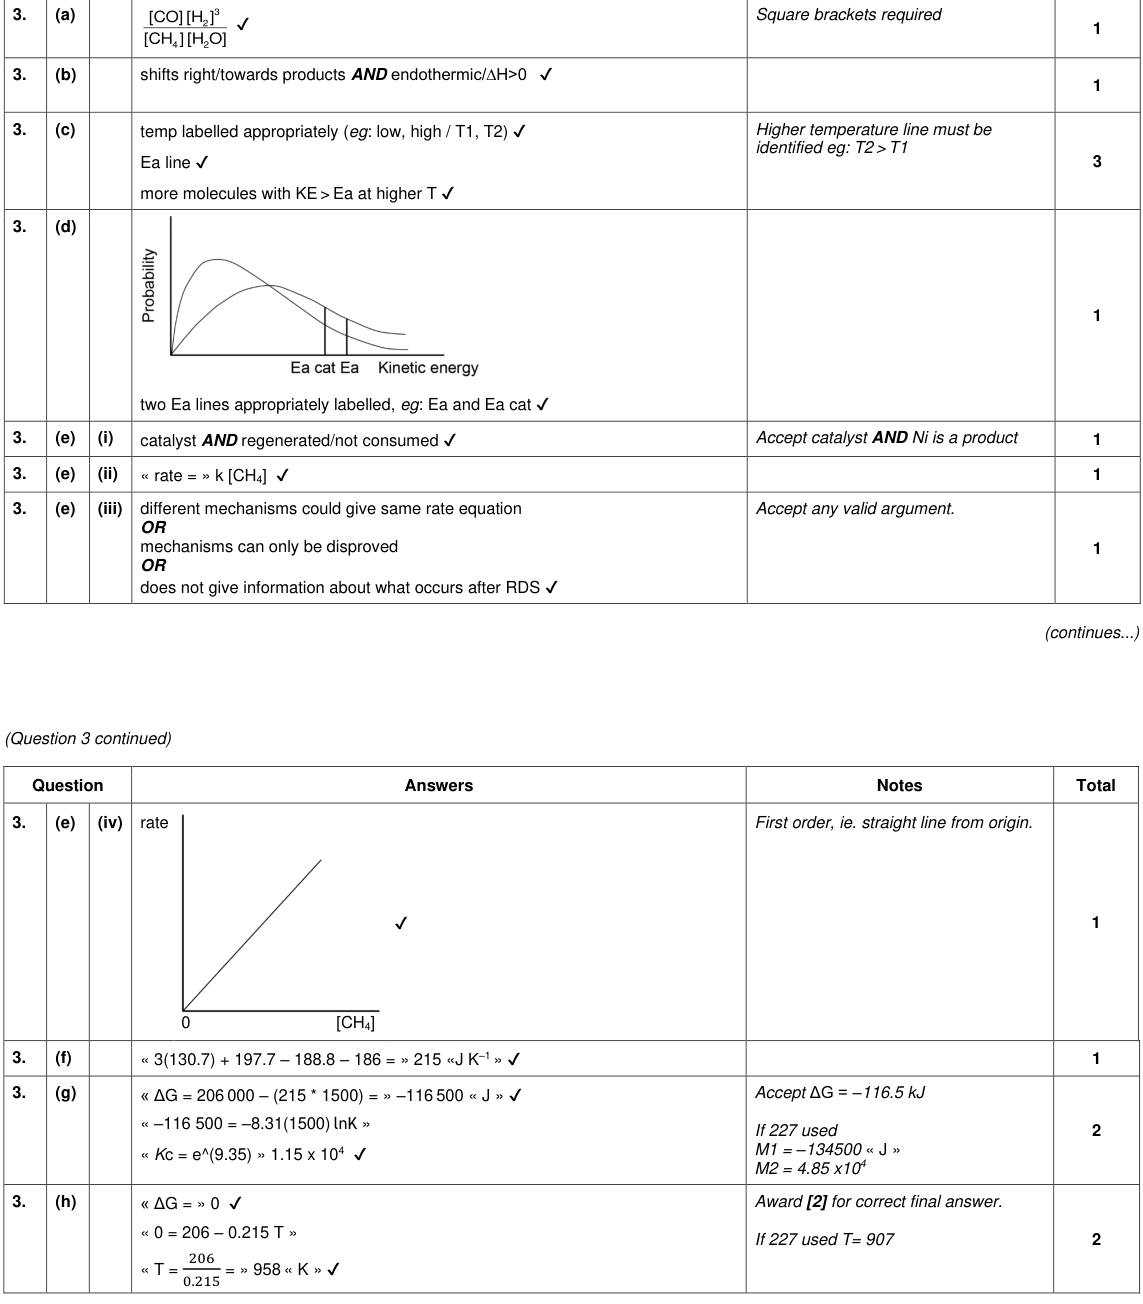 3. (a) [CO] [H₂]³ Square brackets required
[CH₄] [H₂O] ✓ 1
3. (b) shifts right/towards products AND endothermic/ΔH>0 ✓ 1
3. (c) temp labelled appropriately (eg: low, high / T1, T2) ✓ Higher temperature line must be
identified eg: T2 > T1
Ea line ✓ 3
more molecules with KE > Ea at higher T ✓
3. (d)
Probability
Ea cat Ea Kinetic energy
1
two Ea lines appropriately labelled, eg: Ea and Ea cat ✓
3. (e) (i) catalyst AND regenerated/not consumed ✓ Accept catalyst AND Ni is a product 1
3. (e) (ii) « rate = » k [CH₄] ✓ 1
3. (e) (iii) different mechanisms could give same rate equation Accept any valid argument.
OR
mechanisms can only be disproved 1
OR
does not give information about what occurs after RDS ✓
(continues...)
(Question 3 continued)
Question Answers Notes Total
3. (e) (iv) rate First order, ie. straight line from origin.
✓ 1
0 [CH₄]
3. (f) « 3(130.7) + 197.7 – 188.8 – 186 = » 215 «J K⁻¹ » ✓ 1
3. (g) « ΔG = 206 000 – (215 * 1500) = » –116 500 « J » ✓ Accept ΔG = –116.5 kJ
« –116 500 = –8.31(1500) lnK » If 227 used 2
M1 = –134500 « J »
« Kc = e^(9.35) » 1.15 x 10⁴ ✓ M2 = 4.85 x10⁴
3. (h) « ΔG = » 0 ✓ Award [2] for correct final answer.
« 0 = 206 – 0.215 T » If 227 used T= 907 2
« T = 206
0.215 = » 958 « K » ✓